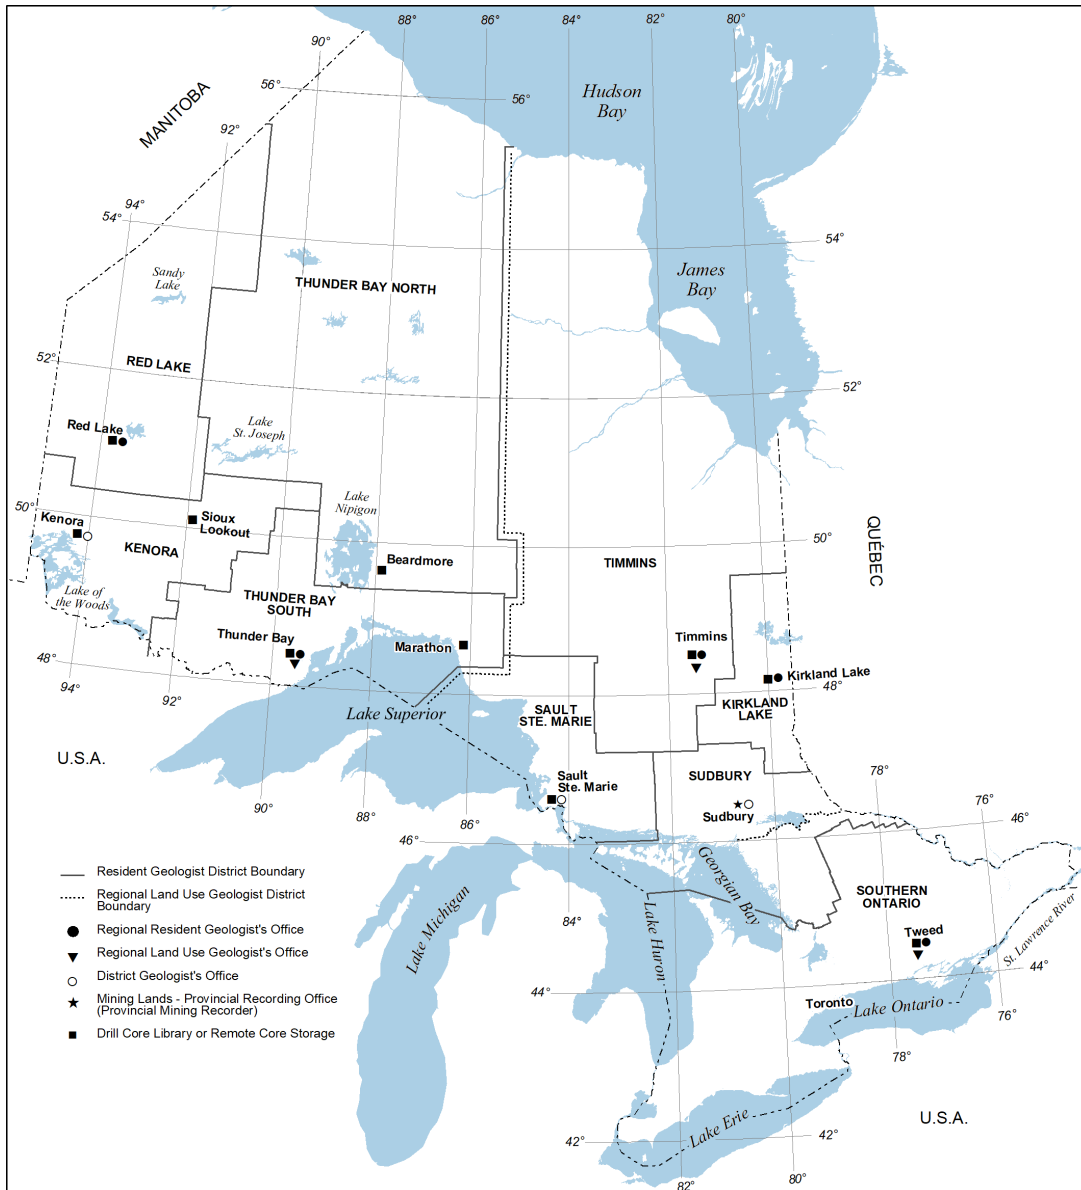 88°
86°
84°
82°
80°
90°
56°
56°
Hudson
Bay
MANITOBA
92°
94°
54°
54°
Sandy
Lake
THUNDER BAY NORTH
James
Bay
52°
RED LAKE
52°
Red Lake
Lake
St. Joseph
50°
Kenora
Sioux
Lookout
Lake
Nipigon
50°
QUÉBEC
KENORA
Beardmore
TIMMINS
Lake of
the Woods
THUNDER BAY
SOUTH
Thunder Bay
Marathon
Timmins
48°
94°
92°
Kirkland Lake
48°
KIRKLAND
LAKE
Lake Superior
SAULT
STE. MARIE
U.S.A.
Sault
Ste. Marie
SUDBURY
Sudbury
78°
76°
90°
88°
86°
46°
46°
Georgian Bay
Resident Geologist District Boundary
Regional Land Use Geologist District
Boundary
Regional Resident Geologist's Office
Regional Land Use Geologist's Office
District Geologist's Office
Mining Lands - Provincial Recording Office
(Provincial Mining Recorder)
Drill Core Library or Remote Core Storage
Lake Michigan
84°
Lake Huron
SOUTHERN
ONTARIO
Tweed
St. Lawrence River
44°
44°
Toronto
Lake Ontario
76°
78°
U.S.A.
Lake Erie
42°
42°
82°
80°